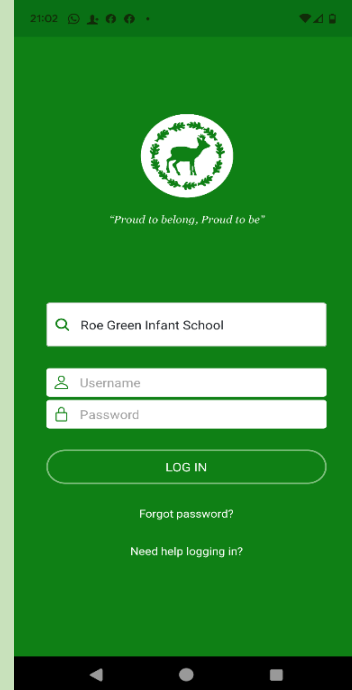 21:02
“Proud to belong, Proud to be”
Roe Green Infant School
Username
Password
LOG IN
Forgot password?
Need help logging in?